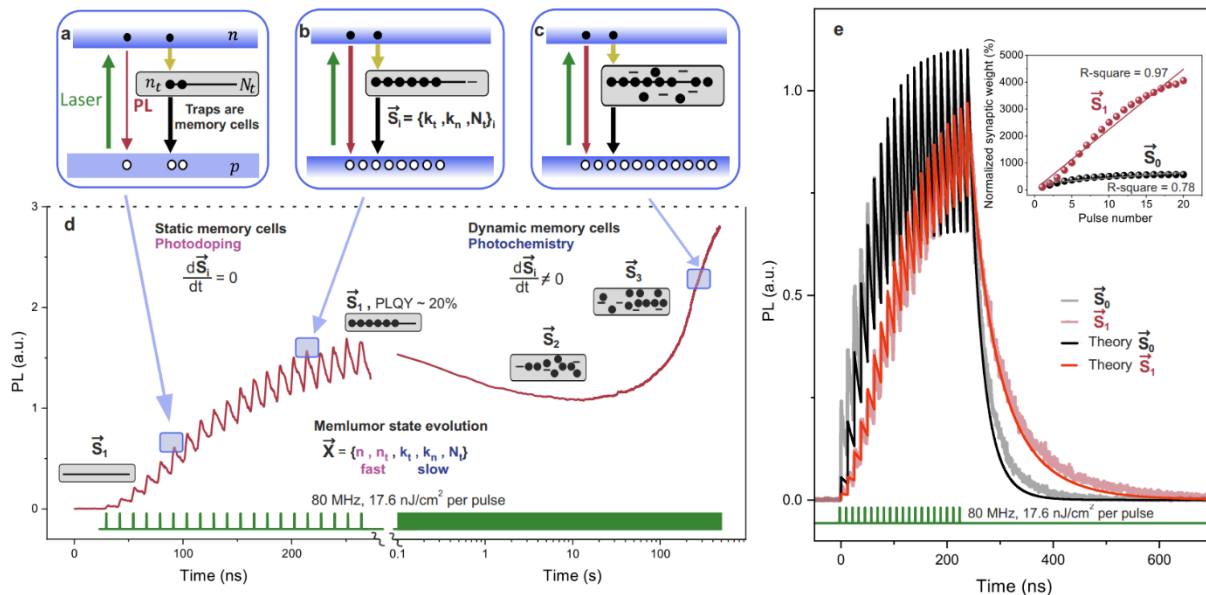 a
n
n_t
N_t
Laser
PL
Traps are
memory cells
p
b
S⃗_i = {k_t ,k_n ,N_t}_i
c
d
3
2
1
0
PL (a.u.)
Static memory cells
Photodoping
dS⃗_i/dt = 0
Dynamic memory cells
Photochemistry
dS⃗_i/dt ≠ 0
S⃗_3
S⃗_1 , PLQY ~ 20%
S⃗_2
S⃗_1
Memlumor state evolution
X⃗ = {n , n_t , k_t , k_n , N_t}
fast slow
80 MHz, 17.6 nJ/cm² per pulse
0 100 200 0.1 1 10 100
Time (ns) Time (s)
e
1.0
0.5
0.0
PL (a.u.)
Normalized synaptic weight (%)
5000
4000
3000
2000
1000
0
R-square = 0.97
S⃗_1
S⃗_0
R-square = 0.78
0 5 10 15 20
Pulse number
S⃗_0
S⃗_1
Theory S⃗_0
Theory S⃗_1
80 MHz, 17.6 nJ/cm² per pulse
0 200 400 600
Time (ns)